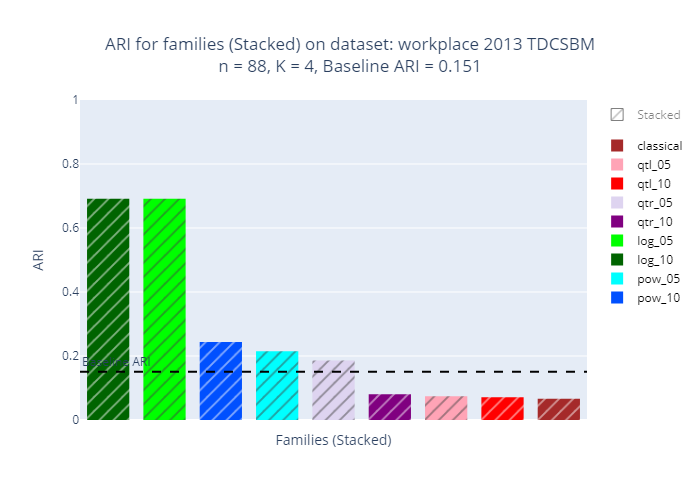 ARI for families (Stacked) on dataset: workplace 2013 TDCSBM
n = 88, K = 4, Baseline ARI = 0.151
1
0.8
0.6
0.4
0.2
0
ARI
Baseline ARI
Families (Stacked)
Stacked
classical
qtl_05
qtl_10
qtr_05
qtr_10
log_05
log_10
pow_05
pow_10